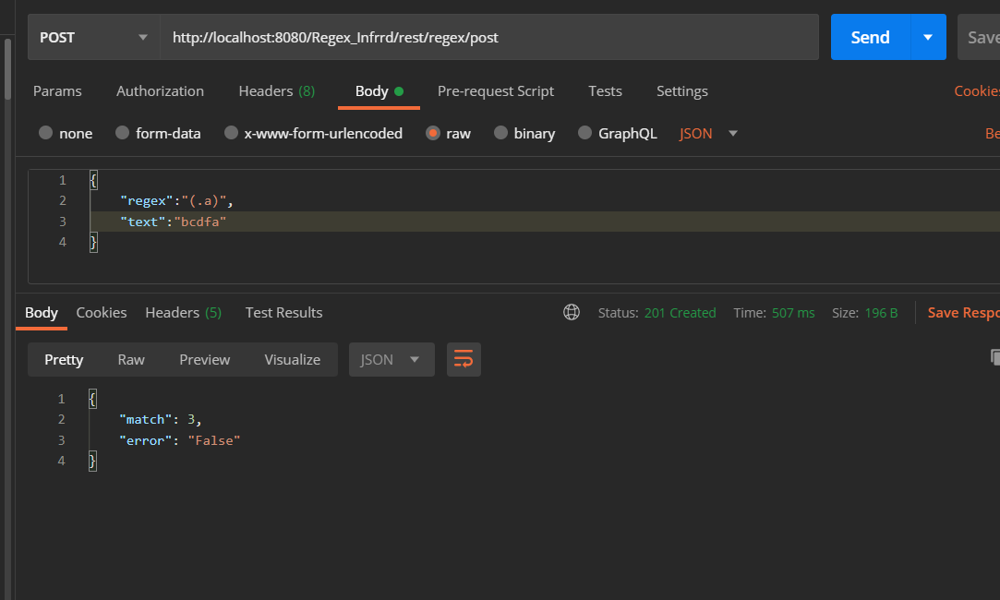 POST http://localhost:8080/Regex_Infrrd/rest/regex/post Send Save
Params Authorization Headers (8) Body Pre-request Script Tests Settings Cookies
none form-data x-www-form-urlencoded raw binary GraphQL JSON Be
1 {
2 "regex":"(.a)",
3 "text":"bcdfa"
4 }
Body Cookies Headers (5) Test Results Status: 201 Created Time: 507 ms Size: 196 B Save Respo
Pretty Raw Preview Visualize JSON
1 {
2 "match": 3,
3 "error": "False"
4 }